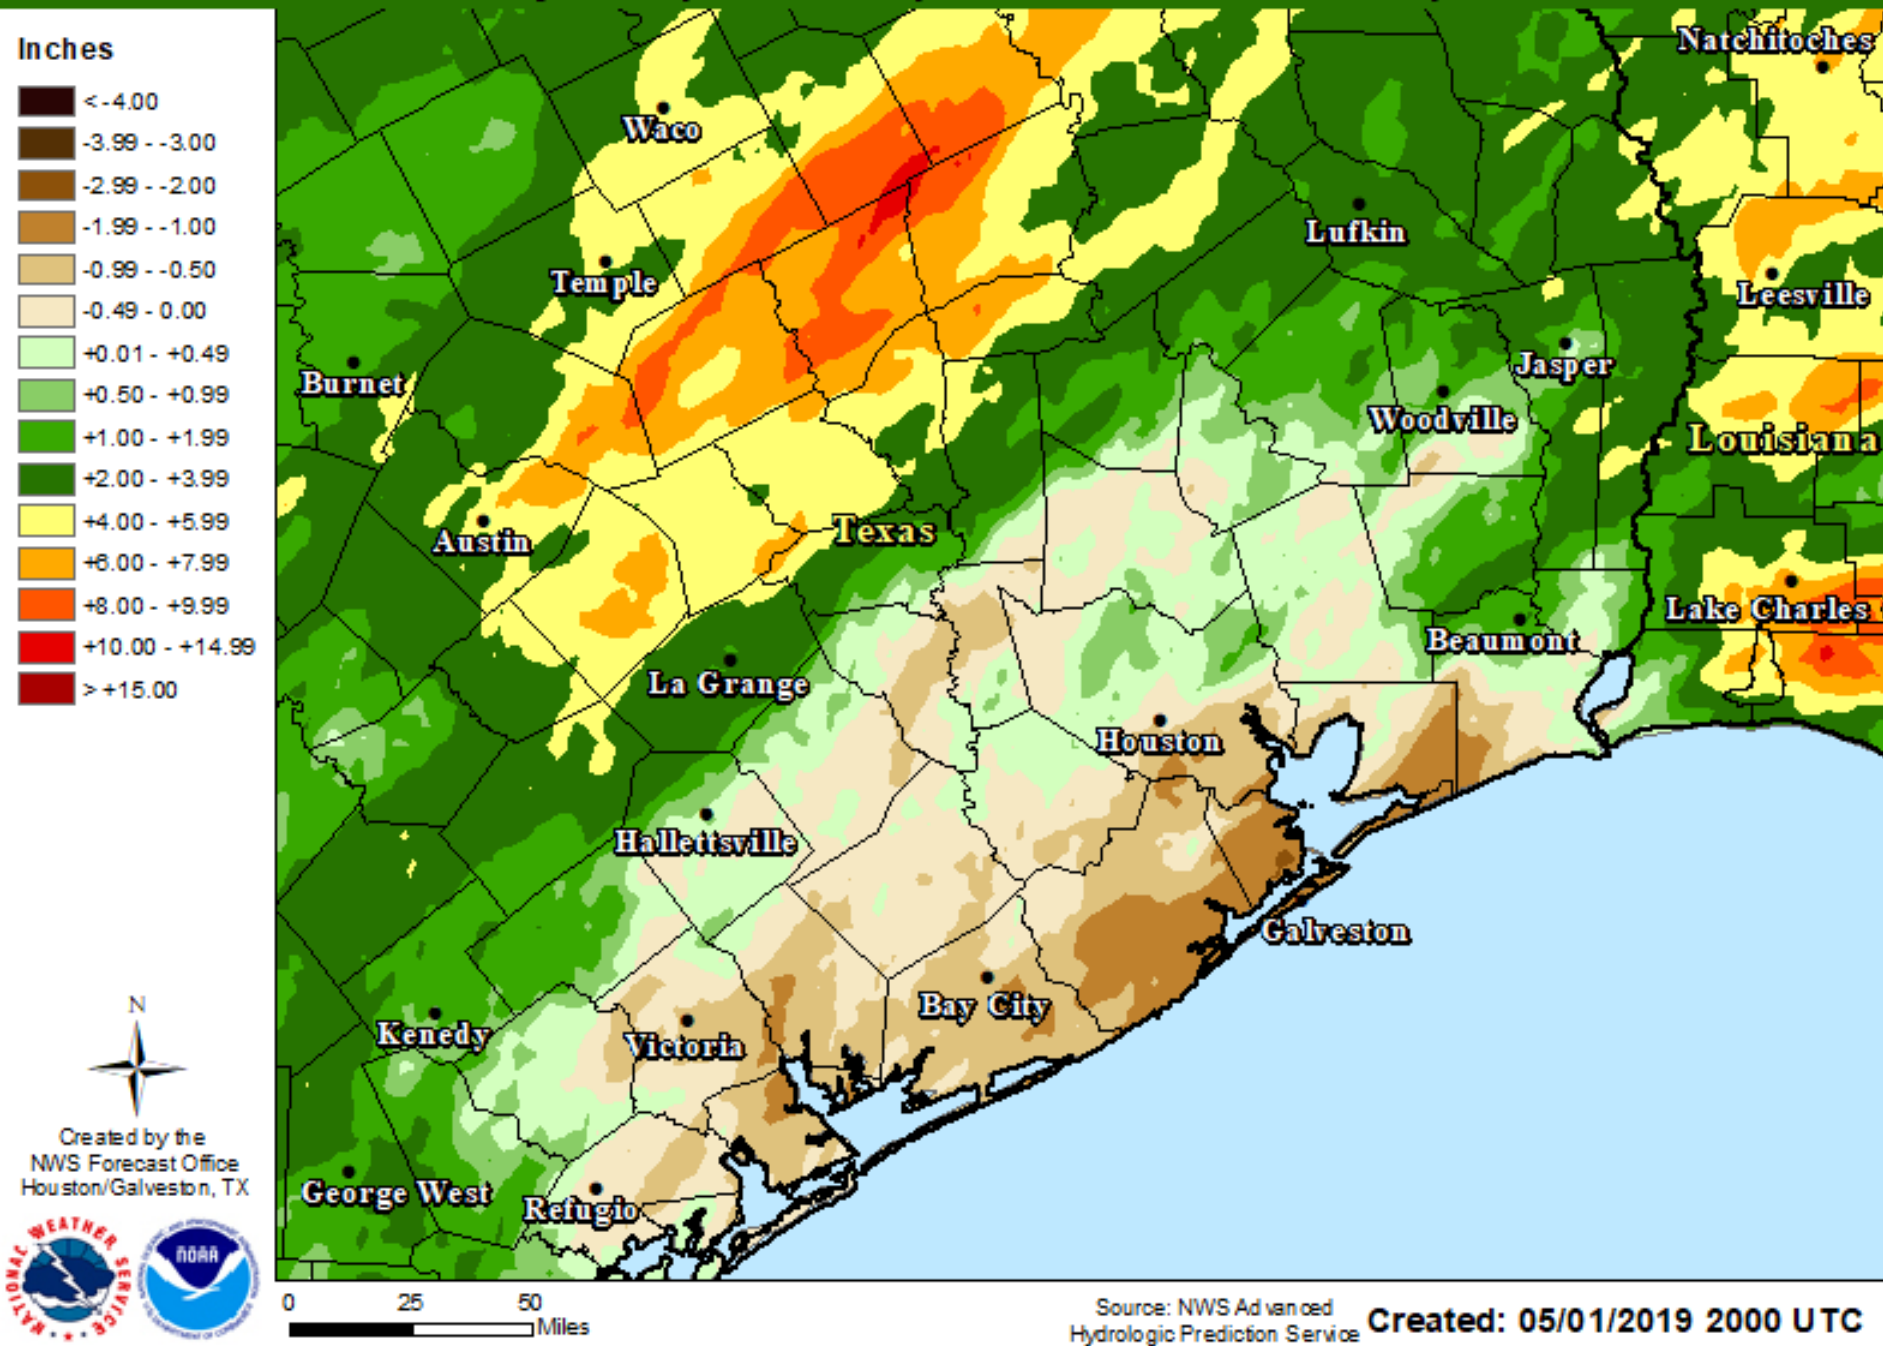 Inches
< -4.00
-3.99 - -3.00
-2.99 - -2.00
-1.99 - -1.00
-0.99 - -0.50
-0.49 - 0.00
+0.01 - +0.49
+0.50 - +0.99
+1.00 - +1.99
+2.00 - +3.99
+4.00 - +5.99
+6.00 - +7.99
+8.00 - +9.99
+10.00 - +14.99
> +15.00
Natchitoches
Waco
Lufkin
Temple
Leesville
Burnet
Jasper
Woodville
Louisiana
Austin
Texas
Lake Charles
Beaumont
La Grange
Houston
Hallettsville
Galveston
Bay City
Kenedy
Victoria
George West
Refugio
N
Created by the
NWS Forecast Office
Houston/Galveston, TX
NATIONAL WEATHER SERVICE
NOAA
0 25 50
Miles
Source: NWS Advanced
Hydrologic Prediction Service
Created: 05/01/2019 2000 UTC